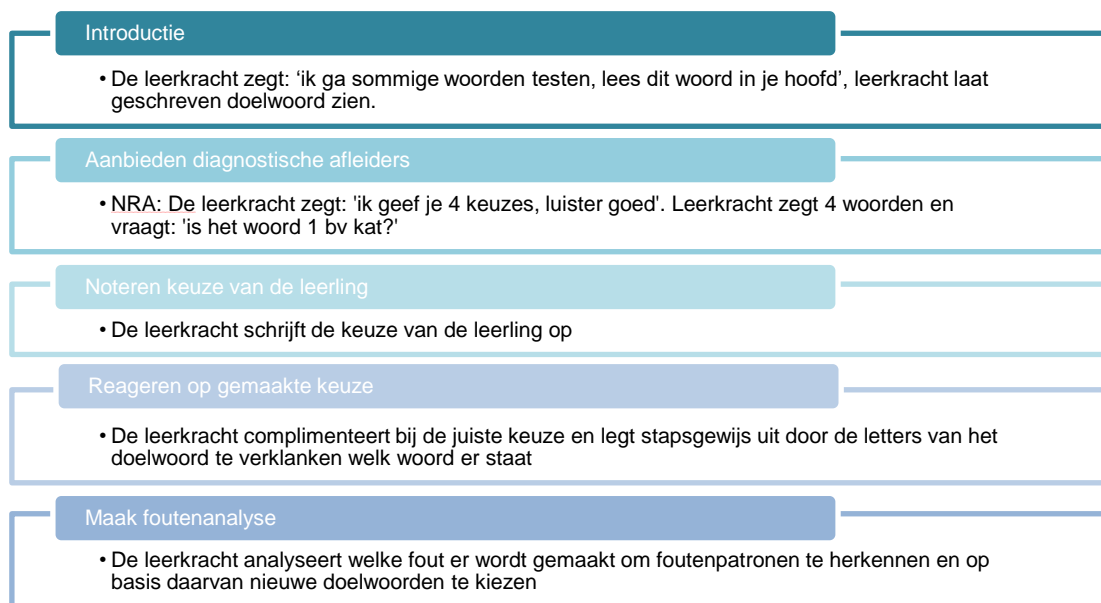 Introductie
• De leerkracht zegt: ‘ik ga sommige woorden testen, lees dit woord in je hoofd’, leerkracht laat
geschreven doelwoord zien.
Aanbieden diagnostische afleiders
• NRA: De leerkracht zegt: 'ik geef je 4 keuzes, luister goed'. Leerkracht zegt 4 woorden en
vraagt: 'is het woord 1 bv kat?'
Noteren keuze van de leerling
• De leerkracht schrijft de keuze van de leerling op
Reageren op gemaakte keuze
• De leerkracht complimenteert bij de juiste keuze en legt stapsgewijs uit door de letters van het
doelwoord te verklanken welk woord er staat
Maak foutenanalyse
• De leerkracht analyseert welke fout er wordt gemaakt om foutenpatronen te herkennen en op
basis daarvan nieuwe doelwoorden te kiezen